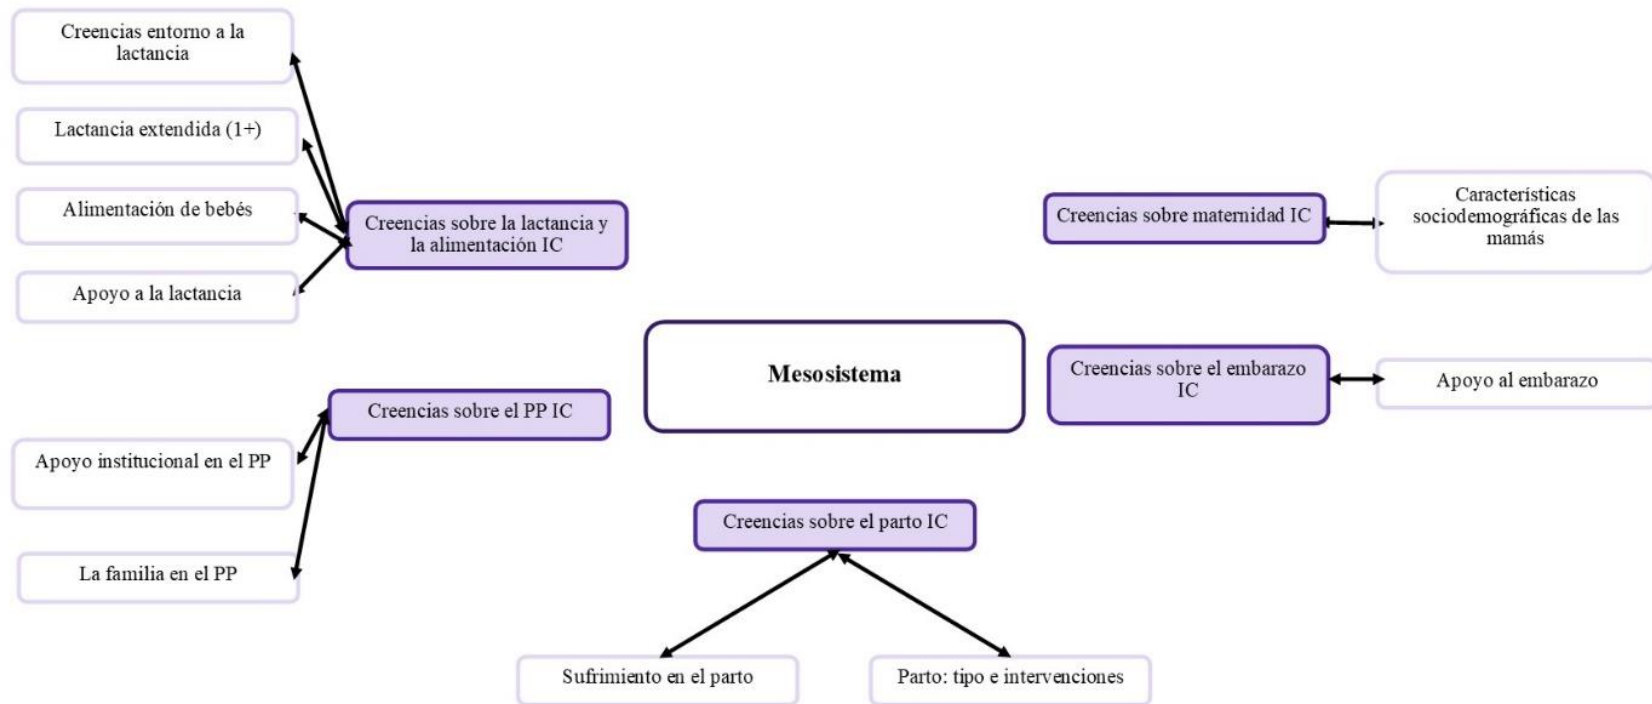 Creencias entorno a la
lactancia
Lactancia extendida (1+)
Alimentación de bebés
Apoyo a la lactancia
Creencias sobre la lactancia y
la alimentación IC
Creencias sobre maternidad IC
Características
sociodemográficas de las
mamás
Mesosistema
Creencias sobre el embarazo
IC
Apoyo al embarazo
Creencias sobre el PP IC
Apoyo institucional en el PP
La familia en el PP
Creencias sobre el parto IC
Sufrimiento en el parto
Parto: tipo e intervenciones